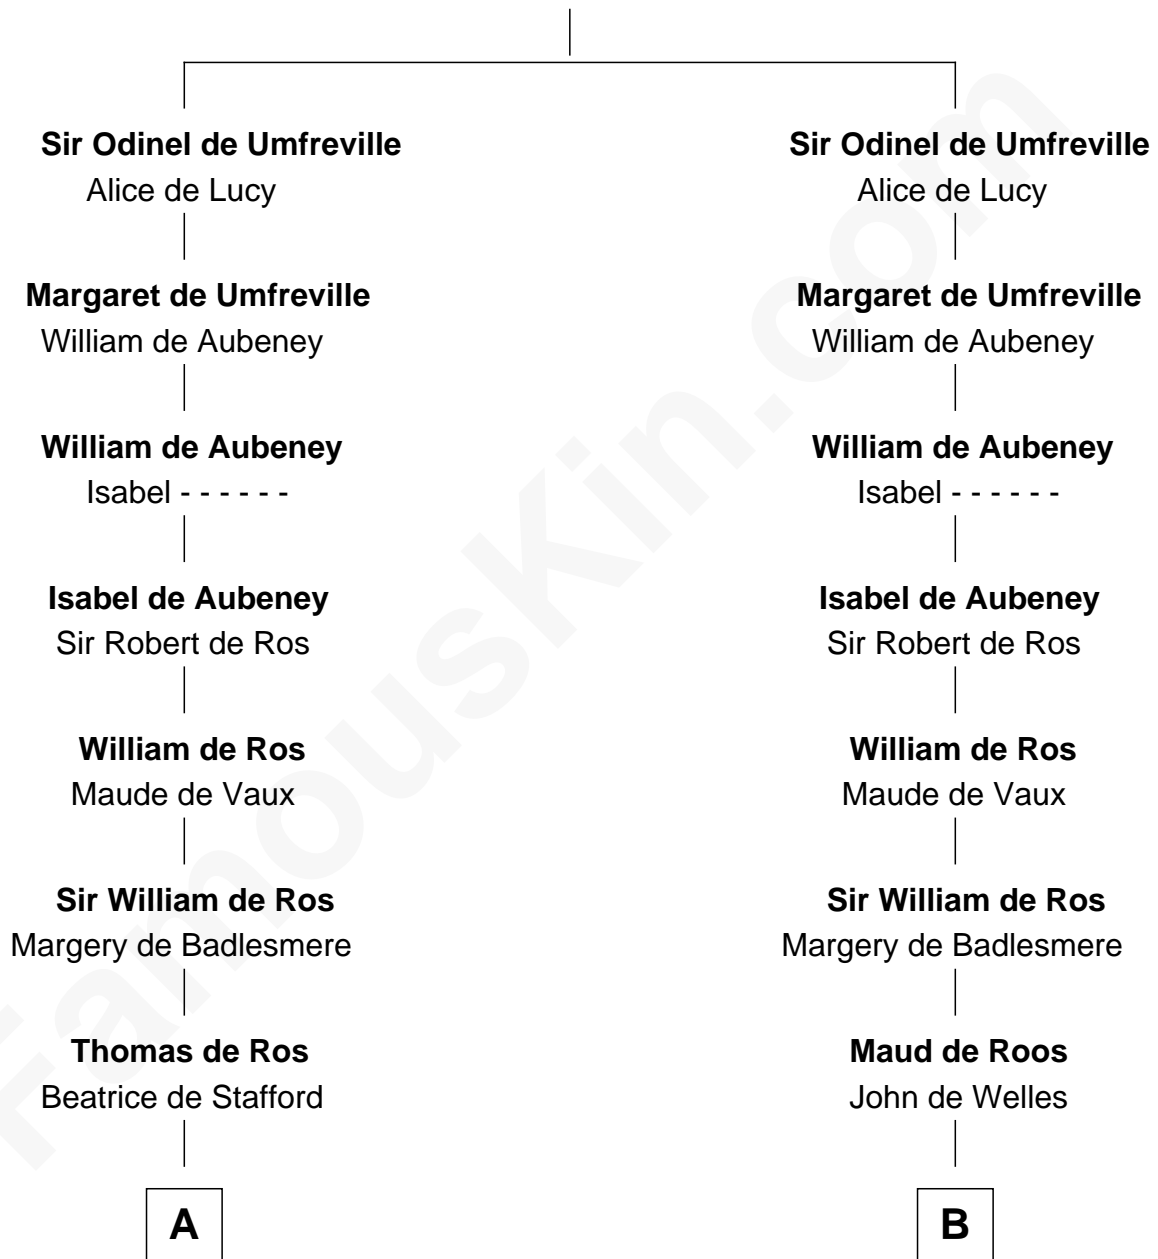 Sir Odinel de Umfreville
Alice de Lucy
Margaret de Umfreville
William de Aubeney
William de Aubeney
Isabel - - - - - -
Isabel de Aubeney
Sir Robert de Ros
William de Ros
Maude de Vaux
Sir William de Ros
Margery de Badlesmere
Thomas de Ros
Beatrice de Stafford
A
Sir Odinel de Umfreville
Alice de Lucy
Margaret de Umfreville
William de Aubeney
William de Aubeney
Isabel - - - - - -
Isabel de Aubeney
Sir Robert de Ros
William de Ros
Maude de Vaux
Sir William de Ros
Margery de Badlesmere
Maud de Roos
John de Welles
B
FamousKin.com